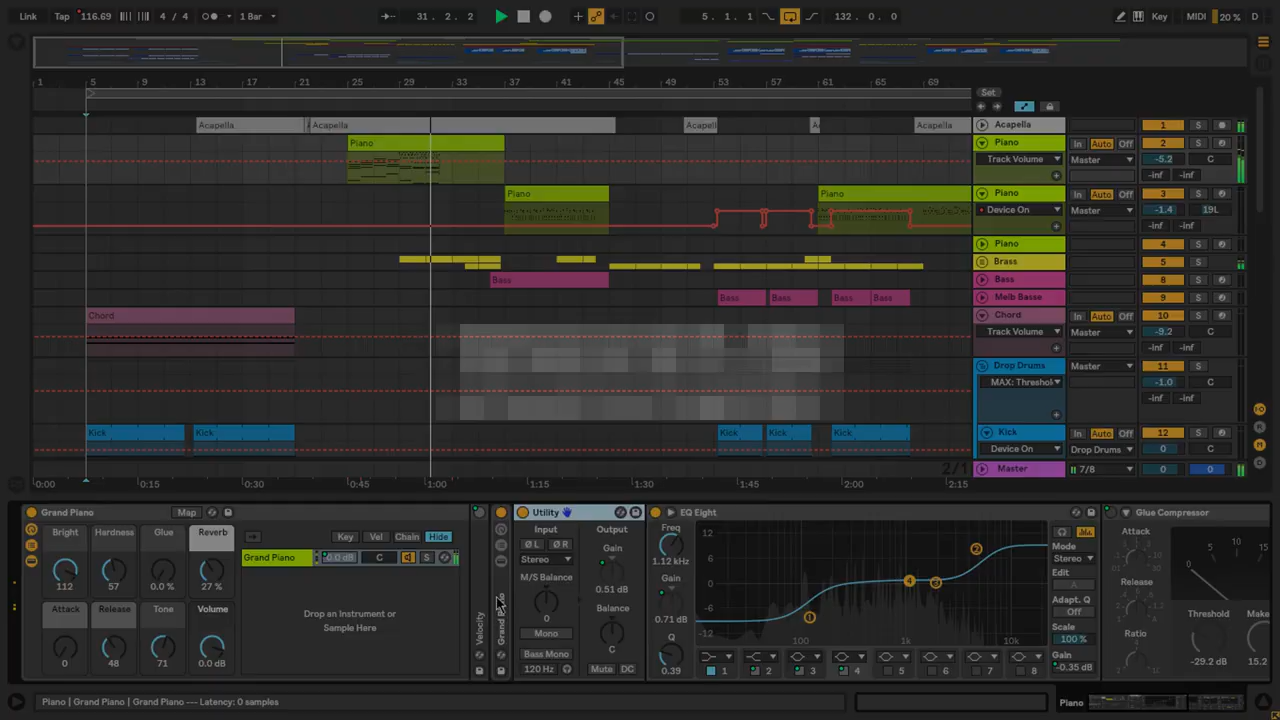 Link Tap 116.69 4 / 4 1 Bar 31. 2. 2 5. 1. 1 132. 0. 0 Key MIDI 20 % D
1 5 9 13 17 21 25 29 33 37 41 45 49 53 57 61 65 69
Set
Acapella Acapella Acapell Acapella Acapella 1 S
Piano Piano 2 S
In Auto Off
Track Volume Master -5.2 C
-inf -inf
Piano Piano Piano In Auto Off 3 S
Device On Master -1.4 19L
-inf -inf
Piano 4 S
Brass 5 S
Bass Bass 8 S
Bass Bass Bass Bass Melb Basse 9 S
Chord Chord In Auto Off 10 S
Track Volume Master -9.2 C
-inf -inf
Drop Drums Master 11 S
MAX: Threshol -1.0 C
-inf -inf
Kick Kick Kick Kick Kick Kick In Auto Off 12 S
Device On Drop Drums 0 C
2/1 Master 7/8 0 0
0:00 0:15 0:30 0:45 1:00 1:15 1:30 1:45 2:00 2:15
Grand Piano Map
Bright Hardness Glue Reverb
112 57 0.0 % 27 %
Attack Release Tone Volume
0 48 71 0.0 dB
Key Vel Chain Hide
Grand Piano 0.0 dB C S
Drop an Instrument or
Sample Here
Velocity
Utility
Input Output
Ø L Ø R Gain
Stereo
M/S Balance 0.51 dB
0 Balance
Mono C
Bass Mono
120 Hz Mute DC
EQ Eight
Freq
1.12 kHz
Gain
0.71 dB
Q
0.39
12
6
0
-6
-12
100 1k 10k
1 2 3 4
1 2 3 4 5 6 7 8
Mode
Stereo
Edit
A
Adapt. Q
Off
Scale
100 %
Gain
-0.35 dB
Glue Compressor
Attack
Release
Ratio
0 5 10 15 20
Threshold Make
-29.2 dB 15.2
Piano | Grand Piano | Grand Piano --- Latency: 0 samples Piano